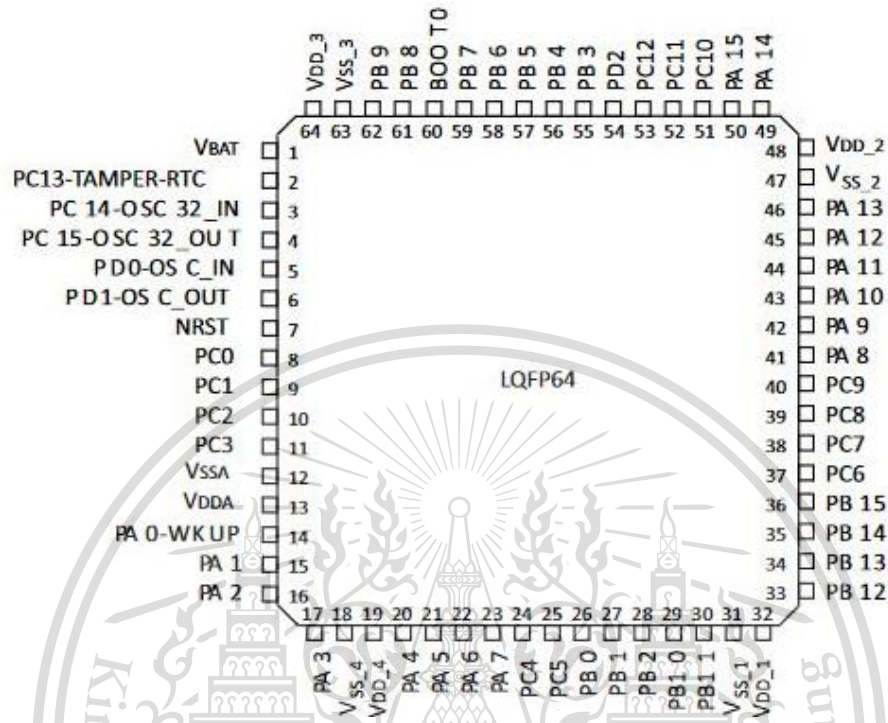 VDD_3
VSS_3
PB 9
PB 8
BOO T0
PB 7
PB 6
PB 5
PB 4
PB 3
PD2
PC12
PC11
PC10
PA 15
PA 14
64 63 62 61 60 59 58 57 56 55 54 53 52 51 50 49
VBAT 1
PC13-TAMPER-RTC 2
PC 14-OSC 32_IN 3
PC 15-OSC 32_OU T 4
PD0-OS C_IN 5
PD1-OS C_OUT 6
NRST 7
PC0 8
PC1 9
PC2 10
PC3 11
VSSA 12
VDDA 13
PA 0-WKUP 14
PA 1 15
PA 2 16
LQFP64
48 VDD_2
47 VSS_2
46 PA 13
45 PA 12
44 PA 11
43 PA 10
42 PA 9
41 PA 8
40 PC9
39 PC8
38 PC7
37 PC6
36 PB 15
35 PB 14
34 PB 13
33 PB 12
17 18 19 20 21 22 23 24 25 26 27 28 29 30 31 32
PA 3
VSS_4
VDD_4
PA 4
PA 5
PA 6
PA 7
PC4
PC5
PB 0
PB 1
PB 2
PB1 0
PB1 1
VSS_1
VDD_1